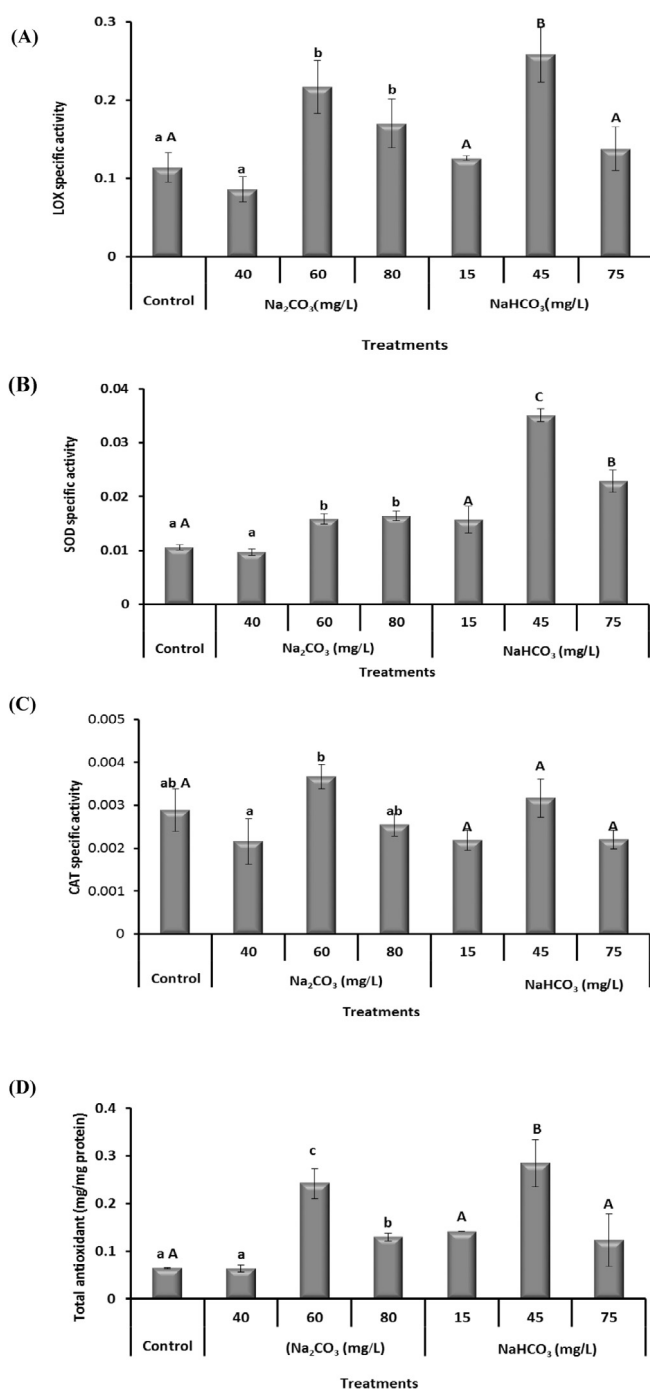 (A)
LOX specific activity
0.3
0.2
0.1
0
a A
a
b
b
A
B
A
40 60 80 15 45 75
Control Na₂CO₃(mg/L) NaHCO₃(mg/L)
Treatments
(B)
SOD specific activity
0.04
0.03
0.02
0.01
0
a A
a
b
b
A
C
B
40 60 80 15 45 75
Control Na₂CO₃ (mg/L) NaHCO₃ (mg/L)
Treatments
(C)
CAT specific activity
0.005
0.004
0.003
0.002
0.001
0
ab A
a
b
ab
A
A
A
40 60 80 15 45 75
Control Na₂CO₃ (mg/L) NaHCO₃ (mg/L)
Treatments
(D)
Total antioxidant (mg/mg protein)
0.4
0.3
0.2
0.1
0
a A
a
c
b
A
B
A
40 60 80 15 45 75
Control (Na₂CO₃ (mg/L) NaHCO₃ (mg/L)
Treatments